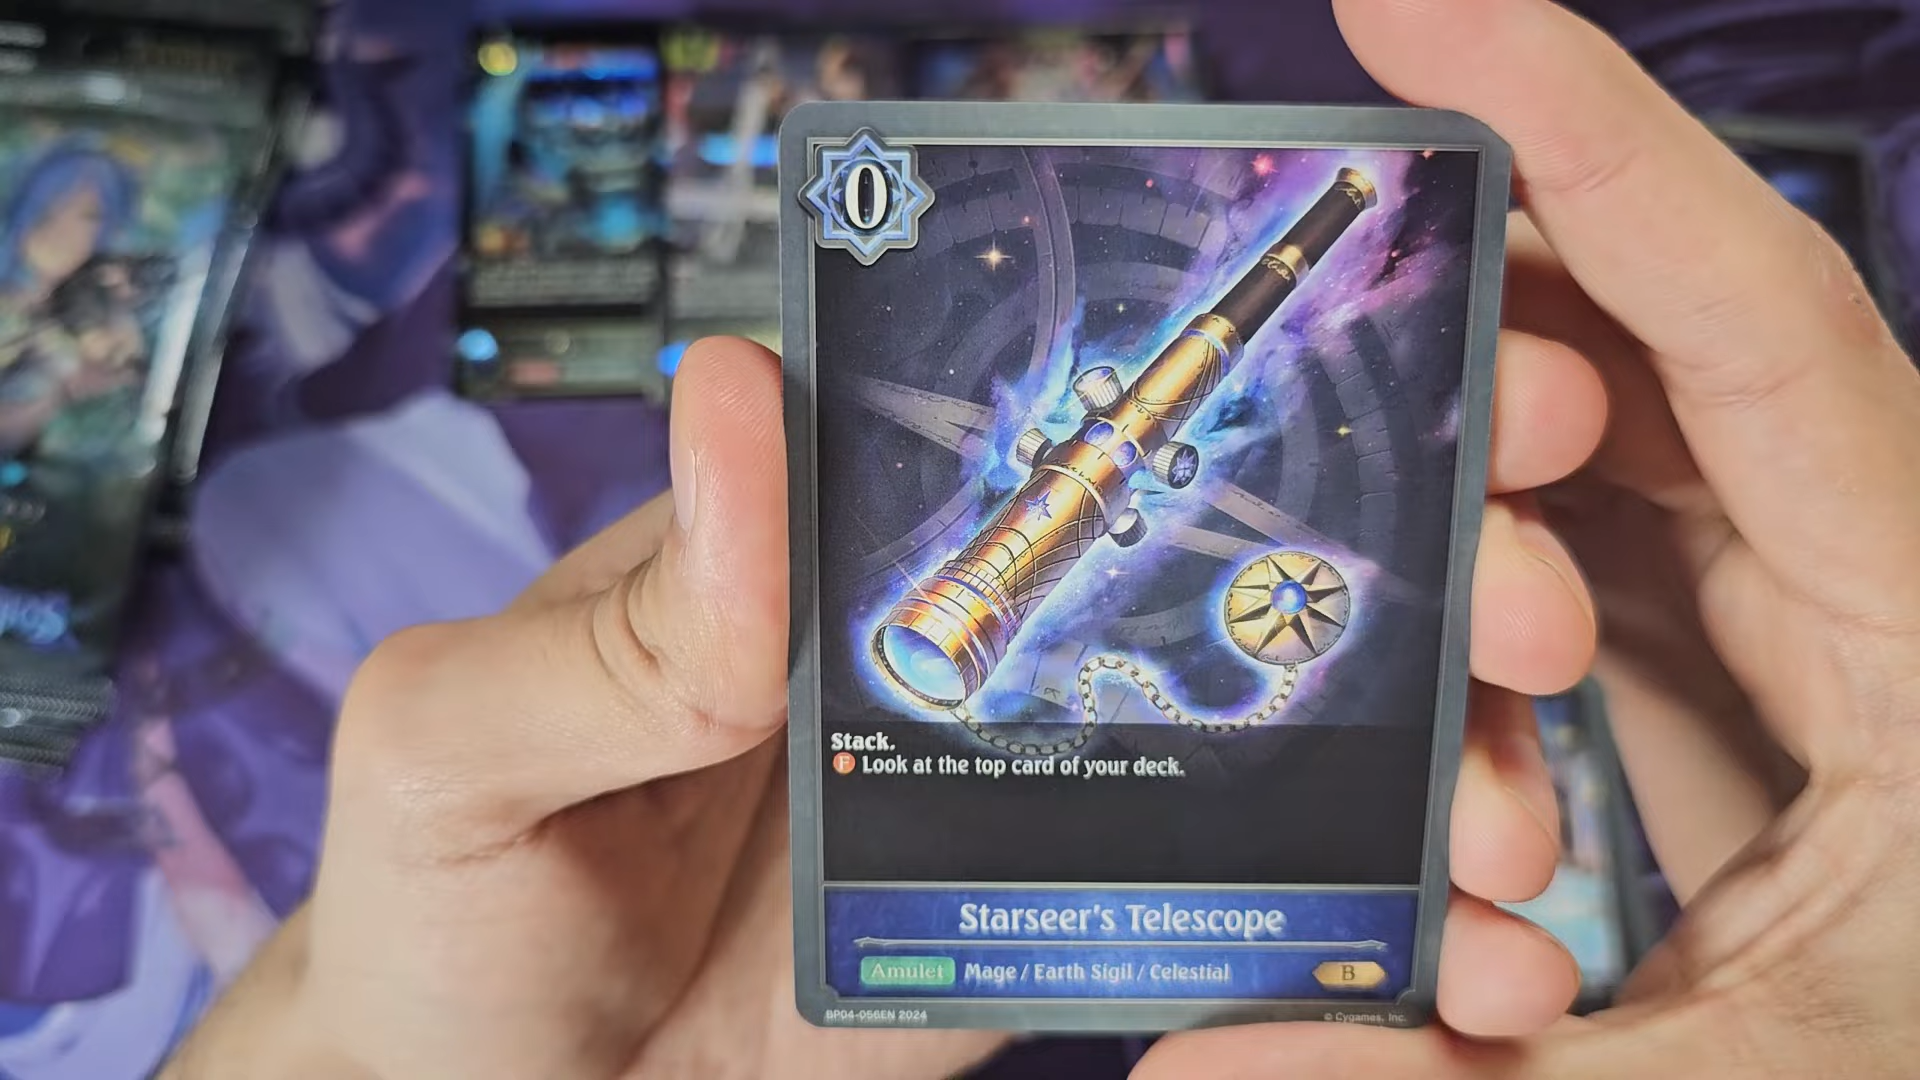 0
Stack.
F Look at the top card of your deck.
Starseer's Telescope
Amulet Mage / Earth Sigil / Celestial B
BP04-056EN 2024 © Cygames, Inc.